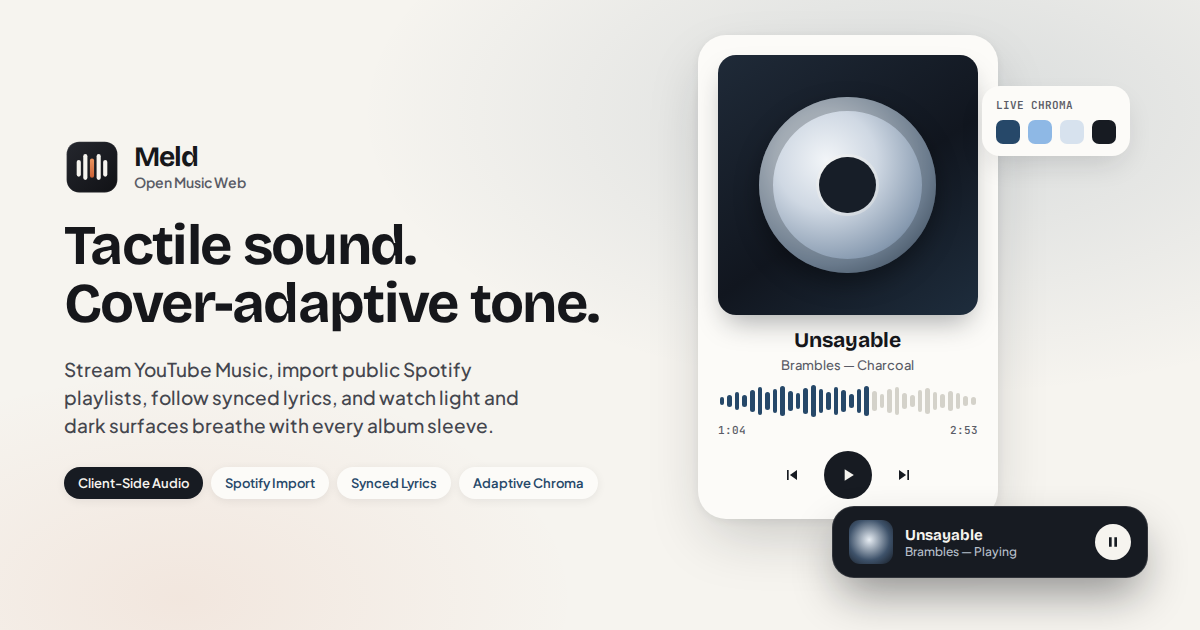 Meld
Open Music Web
Tactile sound.
Cover-adaptive tone.
Stream YouTube Music, import public Spotify
playlists, follow synced lyrics, and watch light and
dark surfaces breathe with every album sleeve.
Client-Side Audio
Spotify Import
Synced Lyrics
Adaptive Chroma
LIVE CHROMA
Unsayable
Brambles — Charcoal
1:04
2:53
Unsayable
Brambles — Playing